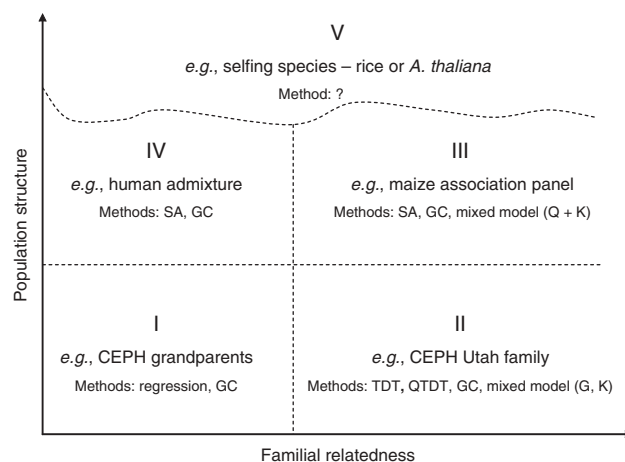 V
e.g., selfing species – rice or A. thaliana
Method: ?
IV
e.g., human admixture
Methods: SA, GC
III
e.g., maize association panel
Methods: SA, GC, mixed model (Q + K)
I
e.g., CEPH grandparents
Methods: regression, GC
II
e.g., CEPH Utah family
Methods: TDT, QTDT, GC, mixed model (G, K)
Population structure
Familial relatedness